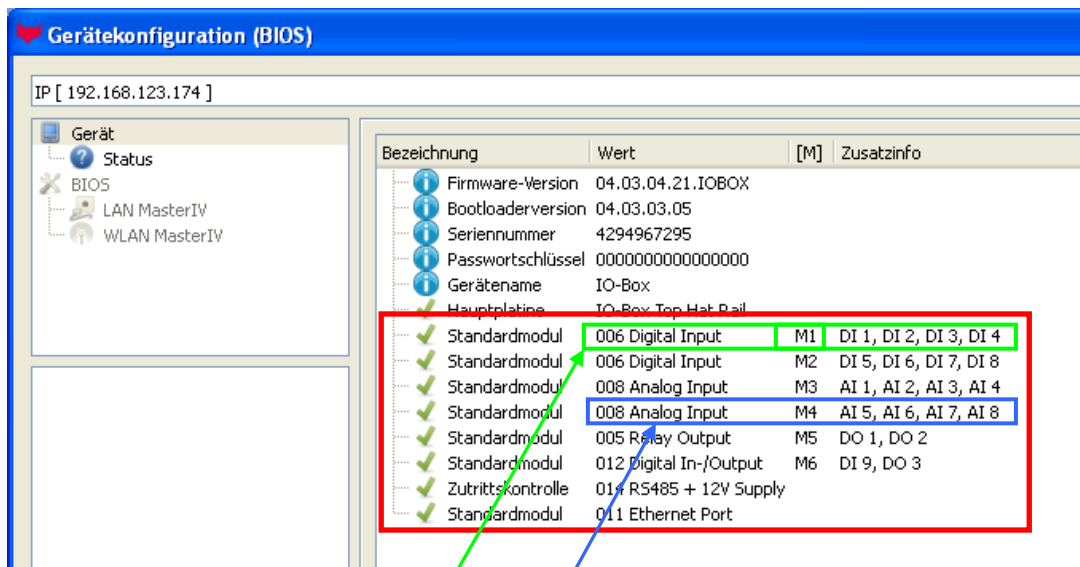 Gerätekonfiguration (BIOS)
IP [ 192.168.123.174 ]
Gerät
Status
BIOS
LAN MasterIV
WLAN MasterIV
Bezeichnung Wert [M] Zusatzinfo
Firmware-Version 04.03.04.21.IOBOX
Bootloaderversion 04.03.03.05
Seriennummer 4294967295
Passwortschlüssel 0000000000000000
Gerätename IO-Box
Hauptplatine IO-Box Top Hat Rail
Standardmodul 006 Digital Input M1 DI 1, DI 2, DI 3, DI 4
Standardmodul 006 Digital Input M2 DI 5, DI 6, DI 7, DI 8
Standardmodul 008 Analog Input M3 AI 1, AI 2, AI 3, AI 4
Standardmodul 008 Analog Input M4 AI 5, AI 6, AI 7, AI 8
Standardmodul 005 Relay Output M5 DO 1, DO 2
Standardmodul 012 Digital In-/Output M6 DI 9, DO 3
Zutrittskontrolle 014 RS485 + 12V Supply
Standardmodul 011 Ethernet Port